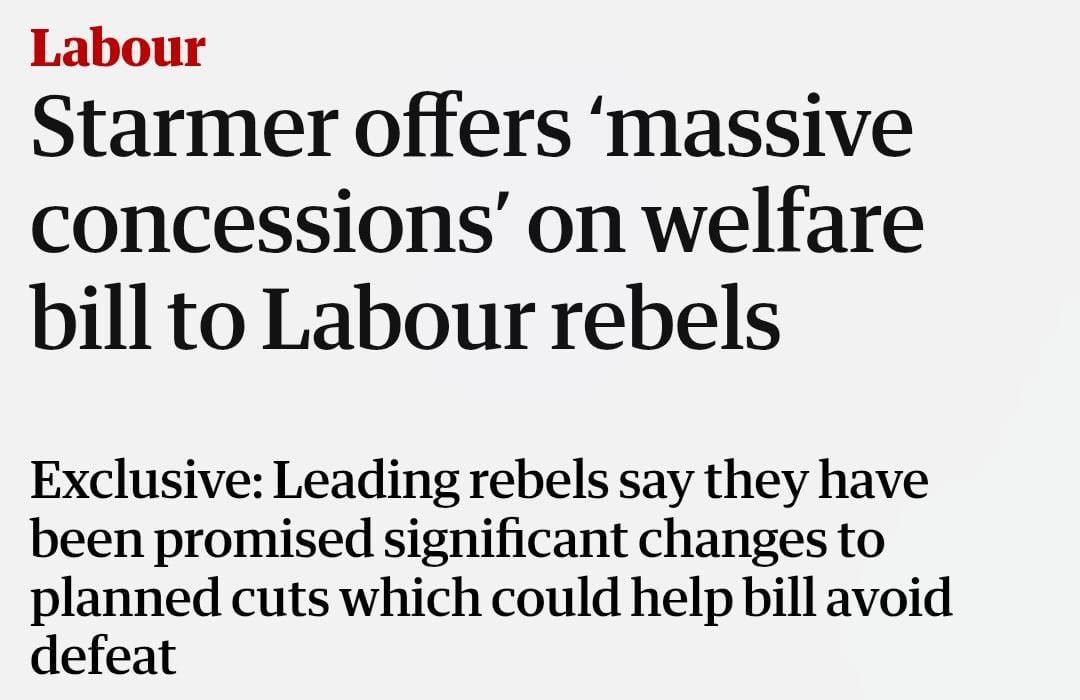 Labour
Starmer offers ‘massive
concessions’ on welfare
bill to Labour rebels
Exclusive: Leading rebels say they have
been promised significant changes to
planned cuts which could help bill avoid
defeat